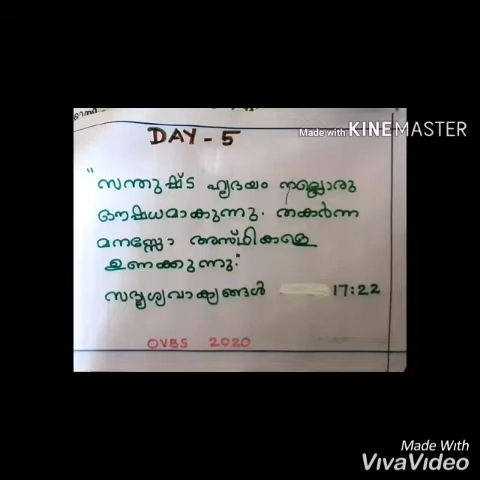 DAY - 5
Made with KINEMASTER
"സന്തുഷ്ട ഹൃദയം നല്ലൊരു
ഔഷധമാകുന്നു. തകർന്ന
മനസ്സോ അസ്ഥികളെ
ഉണക്കുന്നു."
സദൃശ്യവാക്യങ്ങൾ 17:22
OVBS 2020
Made With
VivaVideo